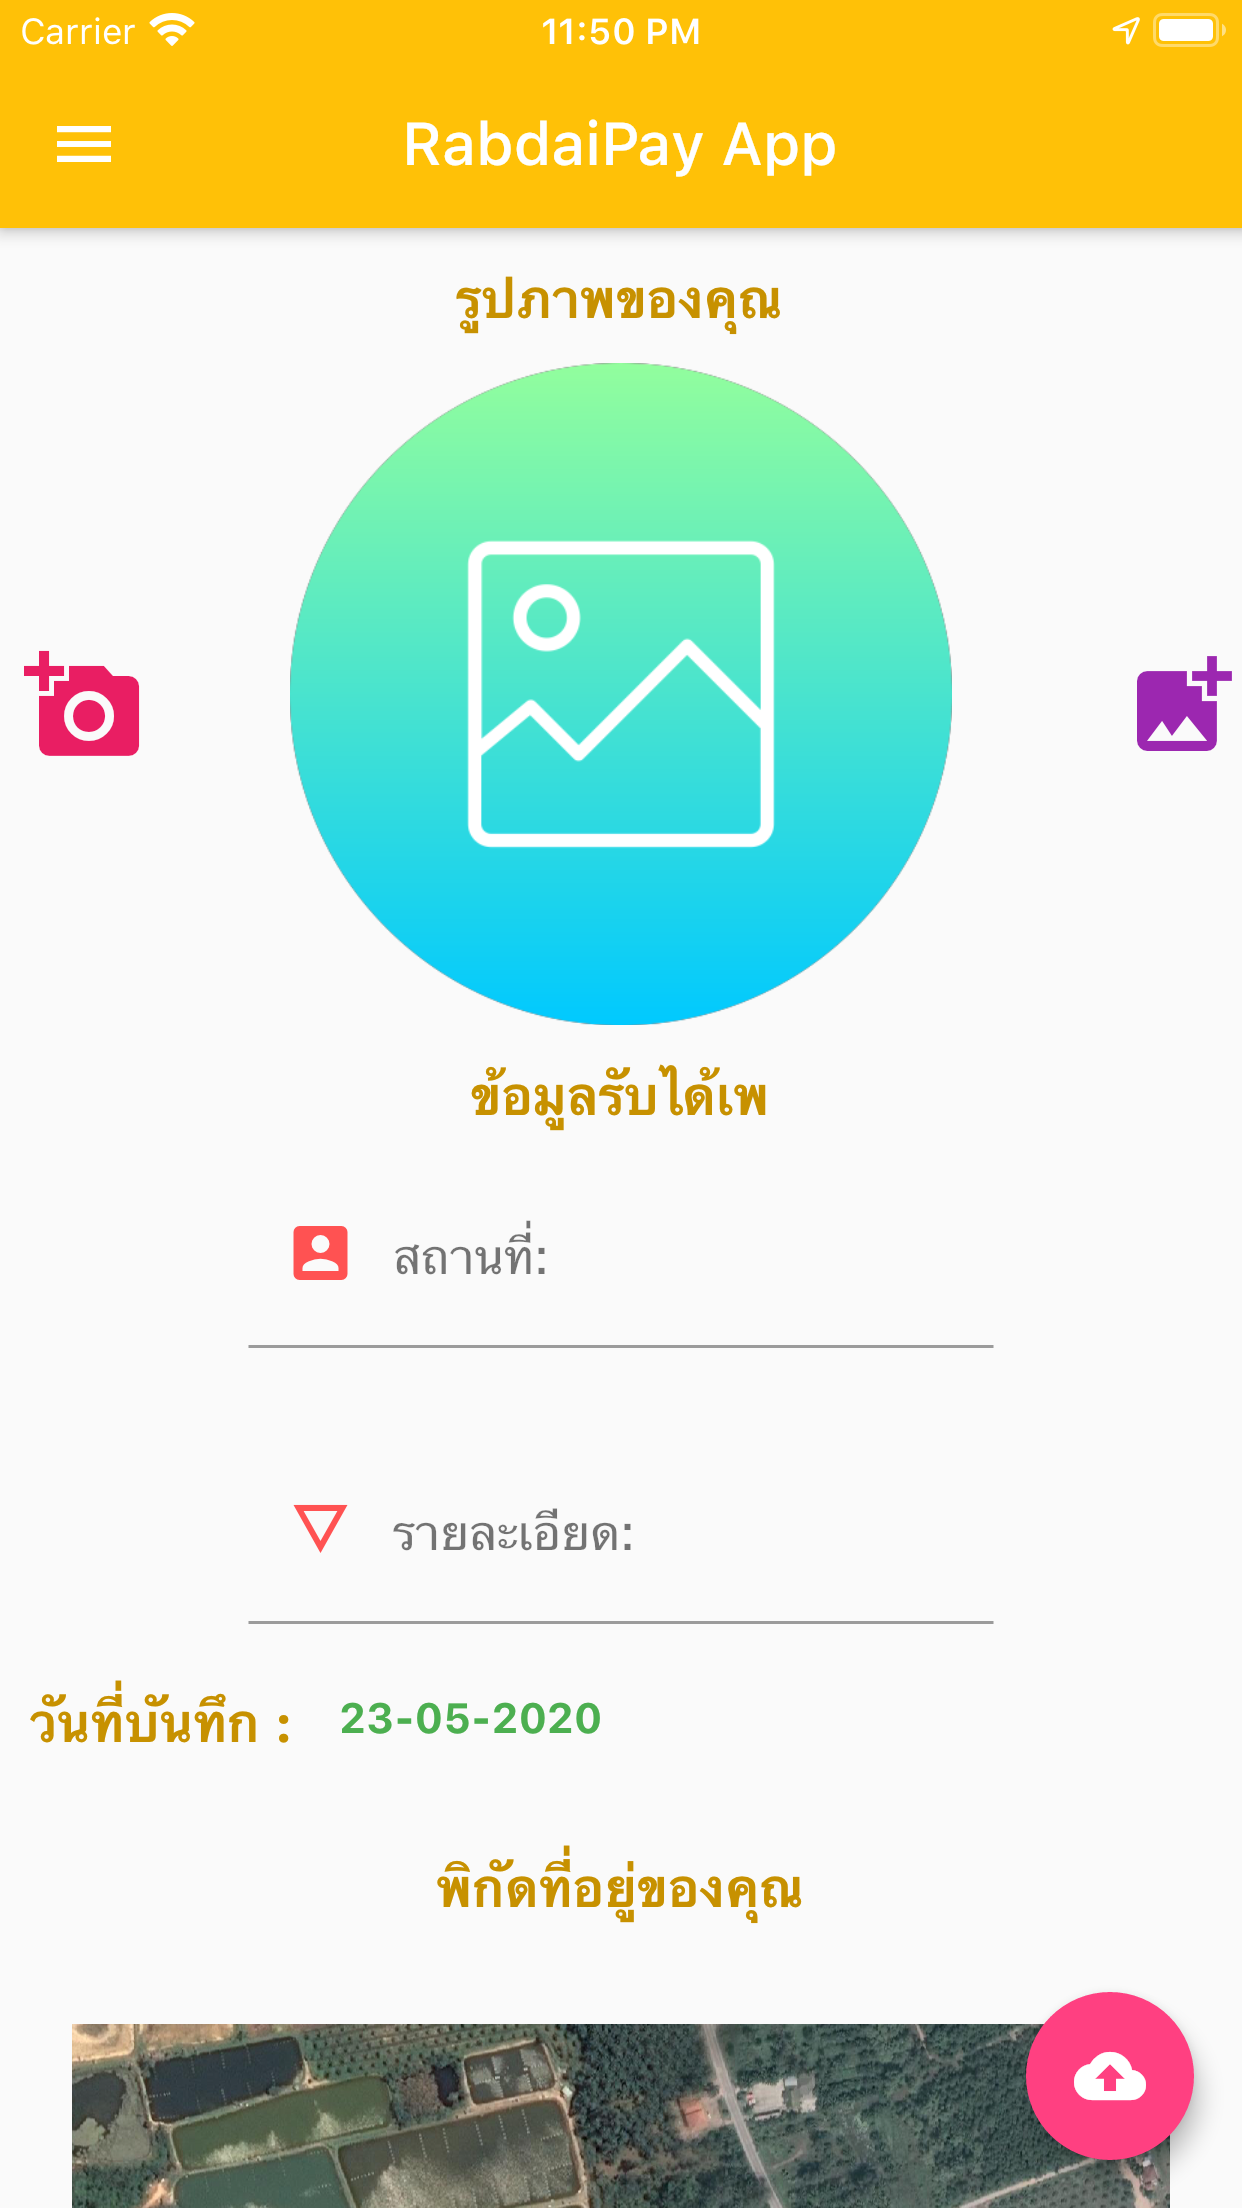 Carrier 11:50 PM
RabdaiPay App
รูปภาพของคุณ
ข้อมูลรับได้เพ
สถานที่:
รายละเอียด:
วันที่บันทึก : 23-05-2020
พิกัดที่อยู่ของคุณ